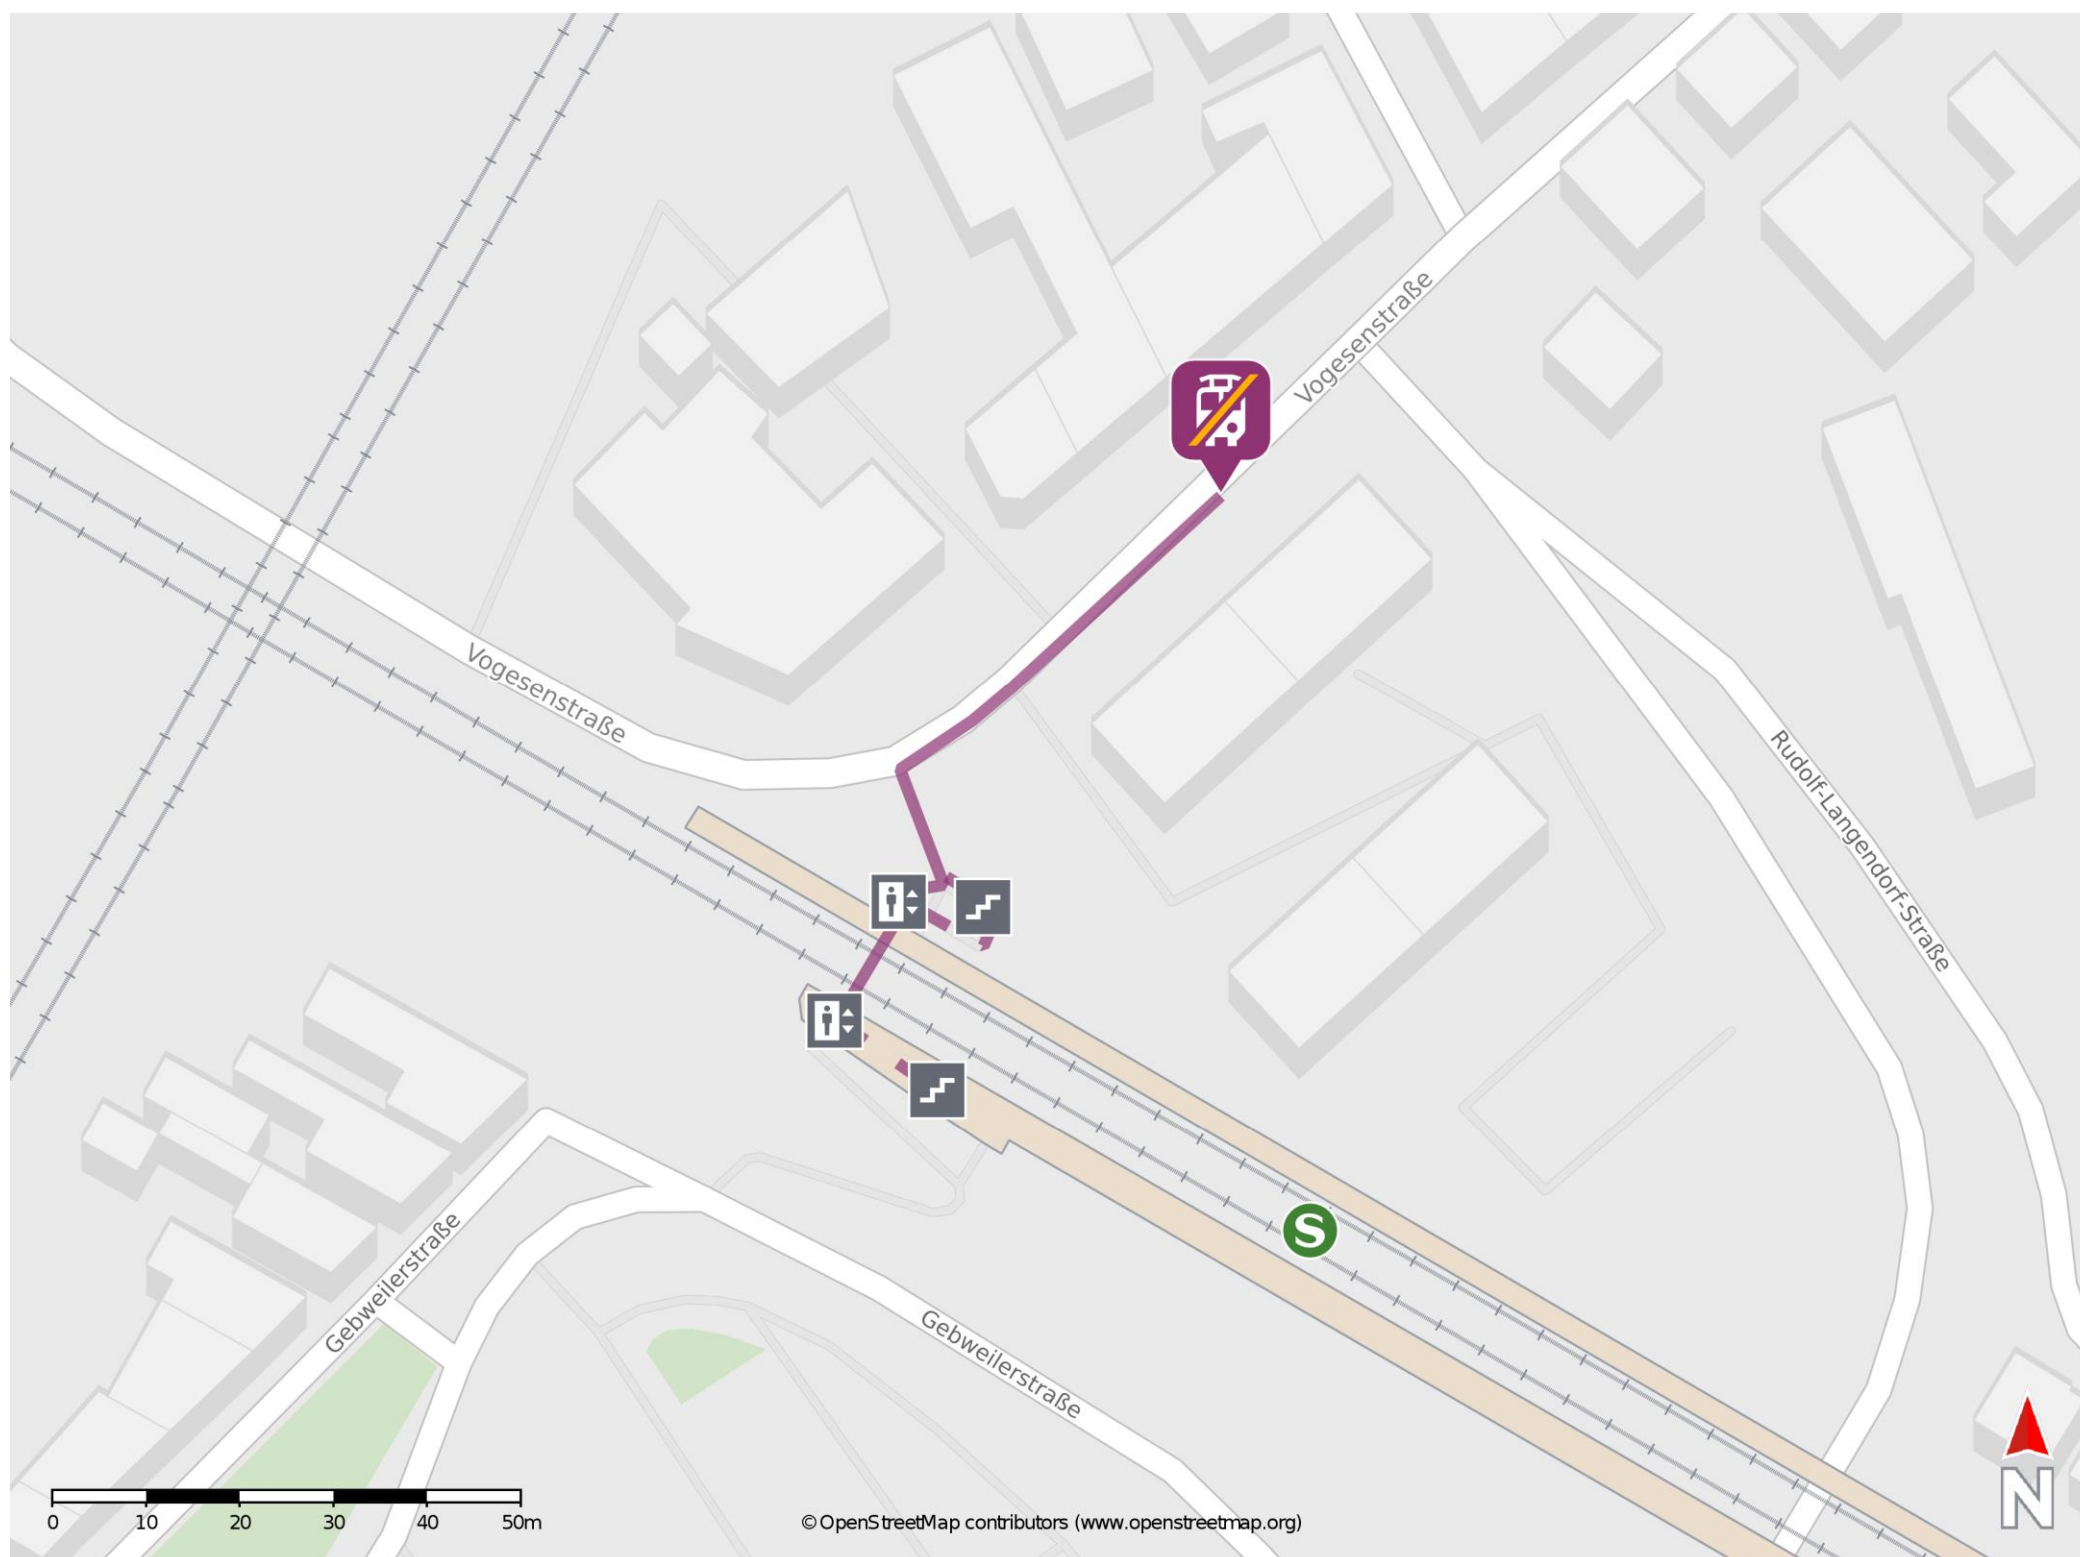 Vogesenstraße
Vogesenstraße
Rudolf-Langendorf-Straße
S
Gebweilerstraße
Gebweilerstraße
N
0 10 20 30 40 50m
© OpenStreetMap contributors (www.openstreetmap.org)